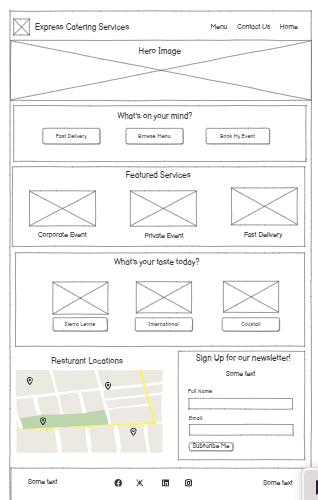 Express Catering Services
Menu Contact Us Home
Hero Image
What's on your mind?
Fast Delivery Browse Menu Book My Event
Featured Services
Corporate Event Private Event Fast Delivery
What's your taste today?
Sierra Leone International Cocktail
Resturant Locations
Sign Up for our newsletter!
Some text
Full Name:
Email:
Subscribe Me
Some text Some text